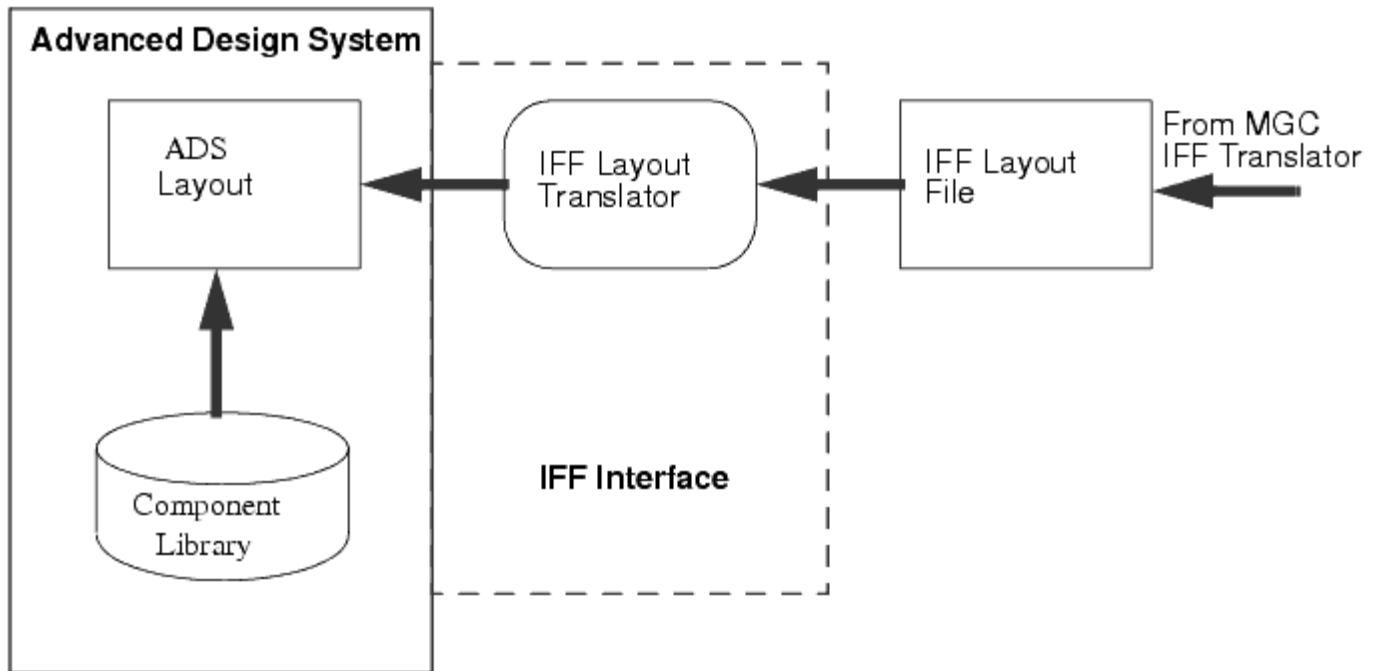 Advanced Design System
ADS
Layout
IFF Layout
Translator
IFF Layout
File
From MGC
IFF Translator
Component
Library
IFF Interface